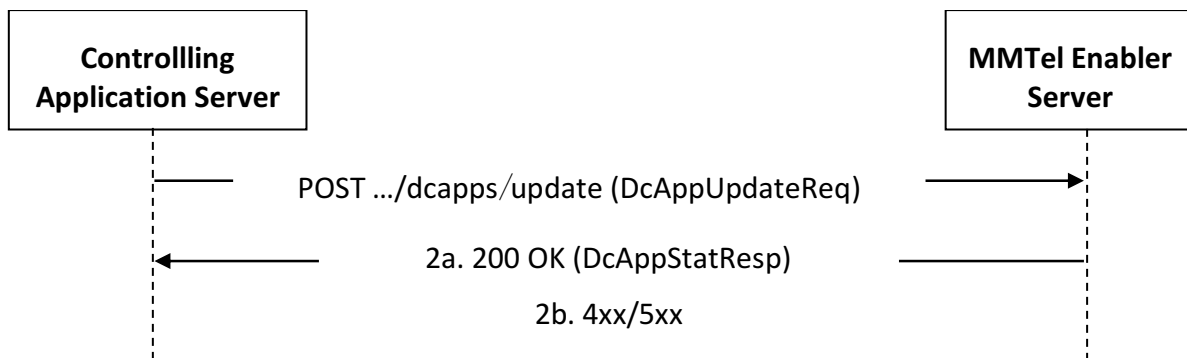 Controllling
Application Server
MMTel Enabler
Server
POST …/dcapps/update (DcAppUpdateReq)
2a. 200 OK (DcAppStatResp)
2b. 4xx/5xx